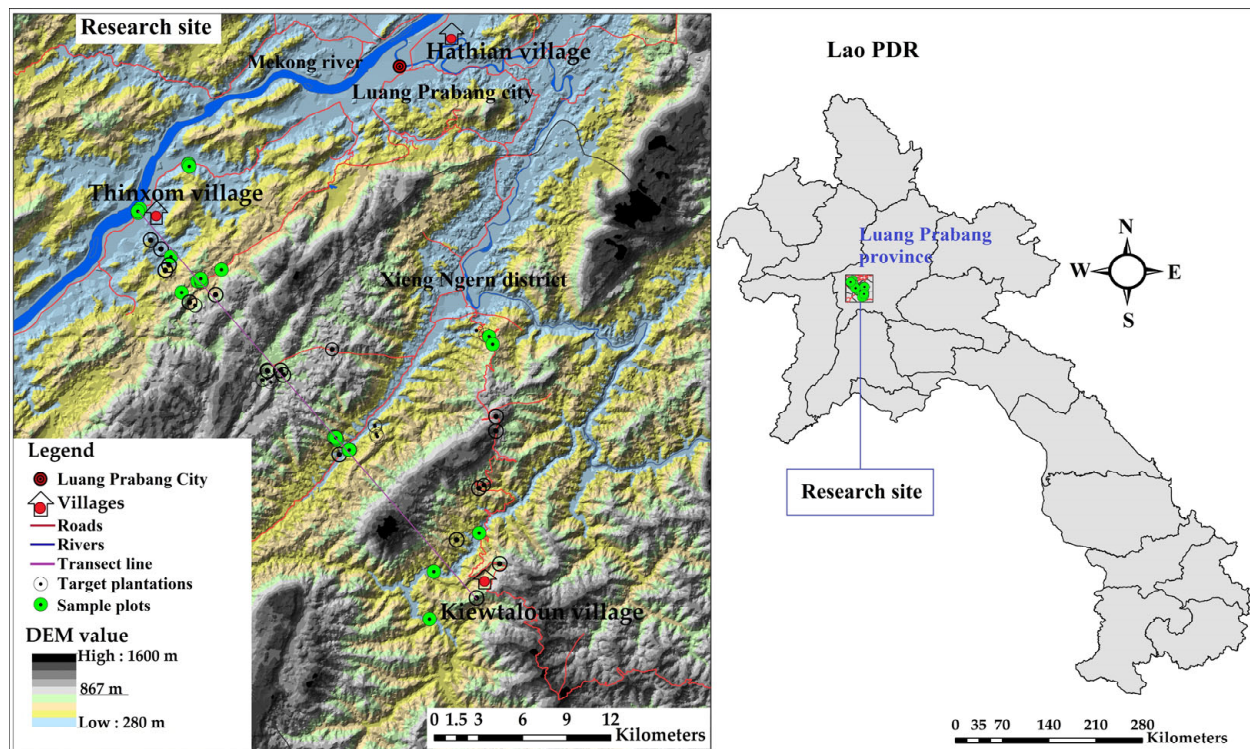 Research site
Hathian village
Mekong river
Luang Prabang city
Thinxom village
Xieng Ngern district
Kiewtaloun village
Legend
Luang Prabang City
Villages
Roads
Rivers
Transect line
Target plantations
Sample plots
DEM value
High : 1600 m
867 m
Low : 280 m
0 1.5 3 6 9 12
Kilometers
Lao PDR
Luang Prabang
province
N
W E
S
Research site
0 35 70 140 210 280
Kilometers